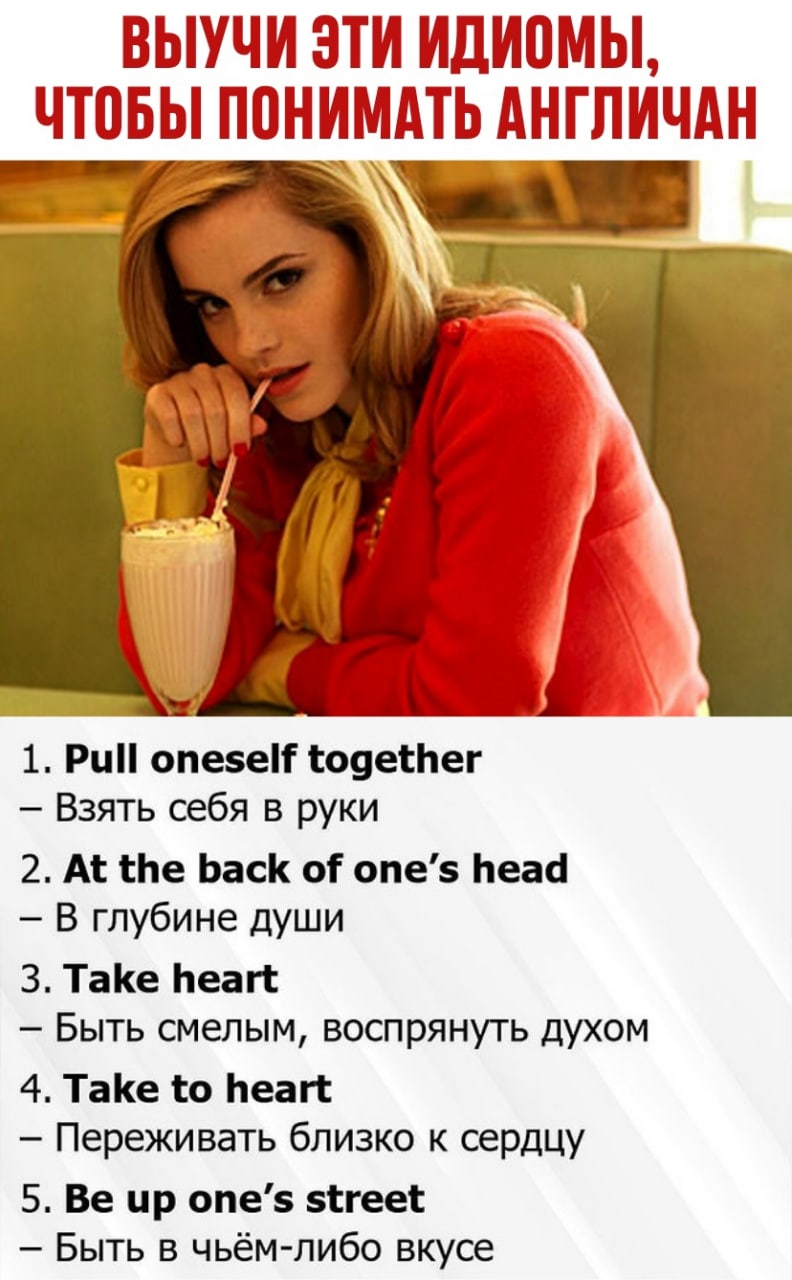 ВЫУЧИ ЭТИ ИДИОМЫ,
ЧТОБЫ ПОНИМАТЬ АНГЛИЧАН
1. Pull oneself together
– Взять себя в руки
2. At the back of one's head
– В глубине души
3. Take heart
– Быть смелым, воспрянуть духом
4. Take to heart
– Переживать близко к сердцу
5. Be up one's street
– Быть в чьём-либо вкусе